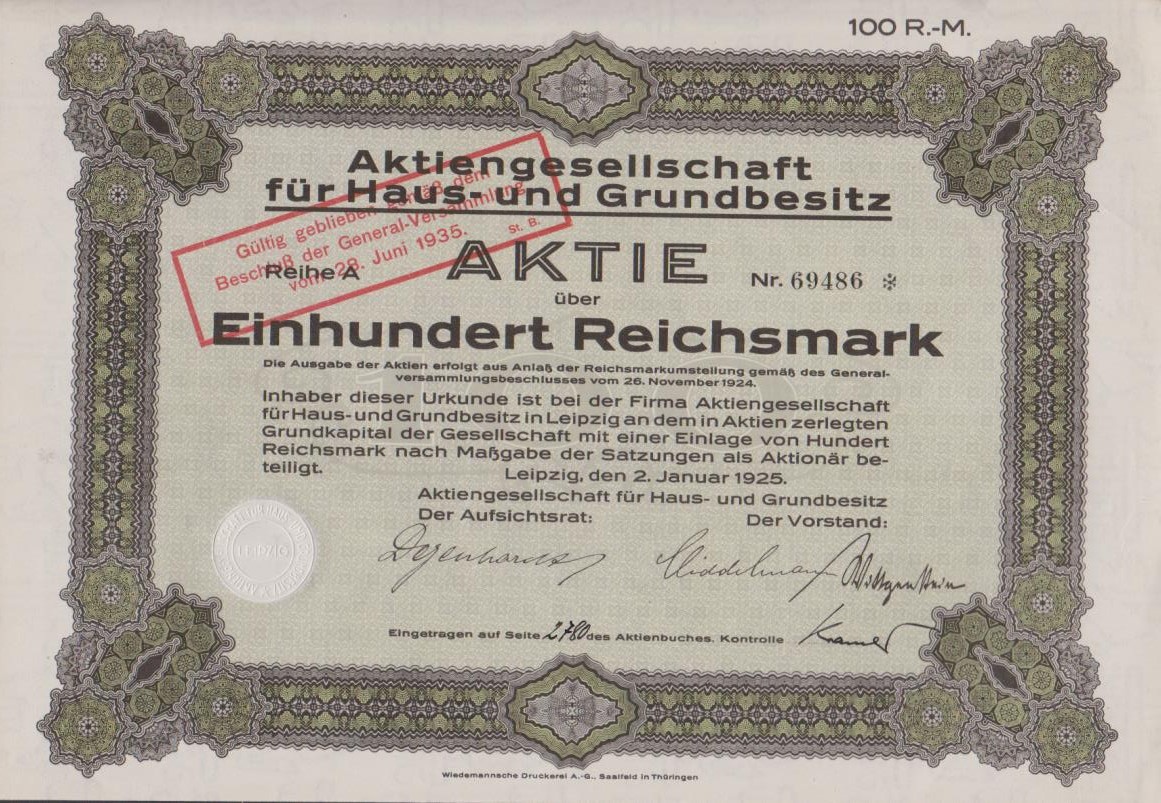 100 R.-M.
Aktiengesellschaft
für Haus- und Grundbesitz
Gültig geblieben gemäß dem
Beschluß der General-Versammlung
vom 28. Juni 1935.
St. B.
Reihe A
AKTIE
Nr. 69486 ✻
über
Einhundert Reichsmark
Die Ausgabe der Aktien erfolgt aus Anlaß der Reichsmarkumstellung gemäß des General-
versammlungsbeschlusses vom 26. November 1924.
Inhaber dieser Urkunde ist bei der Firma Aktiengesellschaft
für Haus- und Grundbesitz in Leipzig an dem in Aktien zerlegten
Grundkapital der Gesellschaft mit einer Einlage von Hundert
Reichsmark nach Maßgabe der Satzungen als Aktionär be-
teiligt.
Leipzig, den 2. Januar 1925.
Aktiengesellschaft für Haus- und Grundbesitz
Der Aufsichtsrat:
Der Vorstand:
Degenhardt
Middelmann
Wittgenstein
LEIPZIG
Eingetragen auf Seite 2780 des Aktienbuches. Kontrolle Kramer
Wiedemannsche Druckerei A.-G., Saalfeld in Thüringen